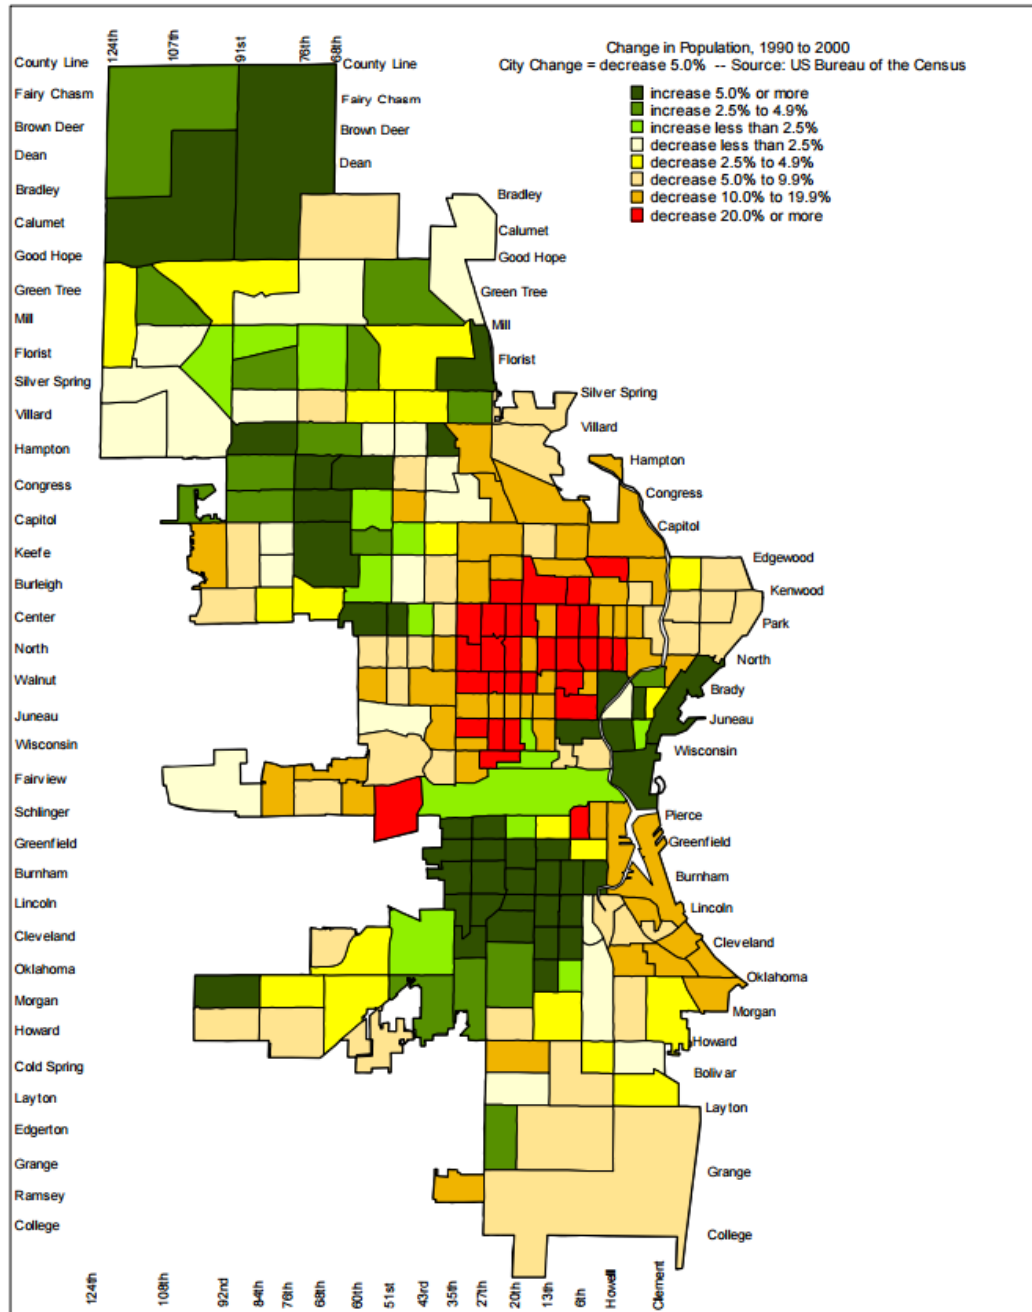 124th
107th
91st
76th
68th
Change in Population, 1990 to 2000
City Change = decrease 5.0% -- Source: US Bureau of the Census
increase 5.0% or more
increase 2.5% to 4.9%
increase less than 2.5%
decrease less than 2.5%
decrease 2.5% to 4.9%
decrease 5.0% to 9.9%
decrease 10.0% to 19.9%
decrease 20.0% or more
County Line
Fairy Chasm
Brown Deer
Dean
Bradley
Calumet
Good Hope
Green Tree
Mill
Florist
Silver Spring
Villard
Hampton
Congress
Capitol
Keefe
Burleigh
Center
North
Walnut
Juneau
Wisconsin
Fairview
Schlinger
Greenfield
Burnham
Lincoln
Cleveland
Oklahoma
Morgan
Howard
Cold Spring
Layton
Edgerton
Grange
Ramsey
College
County Line
Fairy Chasm
Brown Deer
Dean
Bradley
Calumet
Good Hope
Green Tree
Mill
Florist
Silver Spring
Villard
Hampton
Congress
Capitol
Edgewood
Kenwood
Park
North
Brady
Juneau
Wisconsin
Pierce
Greenfield
Burnham
Lincoln
Cleveland
Oklahoma
Morgan
Howard
Bolivar
Layton
Grange
College
124th
108th
92nd
84th
76th
68th
60th
51st
43rd
35th
27th
20th
13th
6th
Howell
Clement